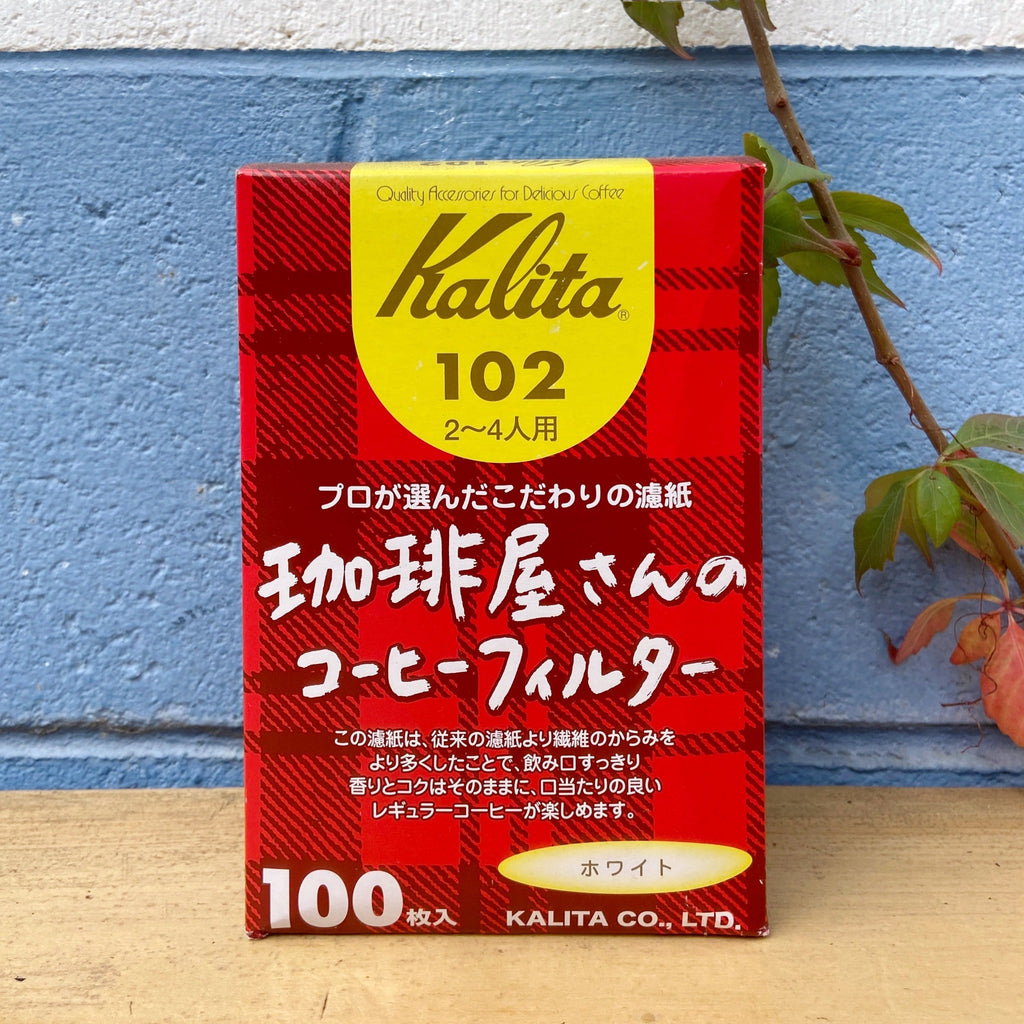 Quality Accessories for Delicious Coffee
Kalita®
102
2〜4人用
プロが選んだこだわりの濾紙
珈琲屋さんの
コーヒーフィルター
この濾紙は、従来の濾紙より繊維のからみを
より多くしたことで、飲み口すっきり
香りとコクはそのままに、口当たりの良い
レギュラーコーヒーが楽しめます。
ホワイト
100枚入
KALITA CO., LTD.